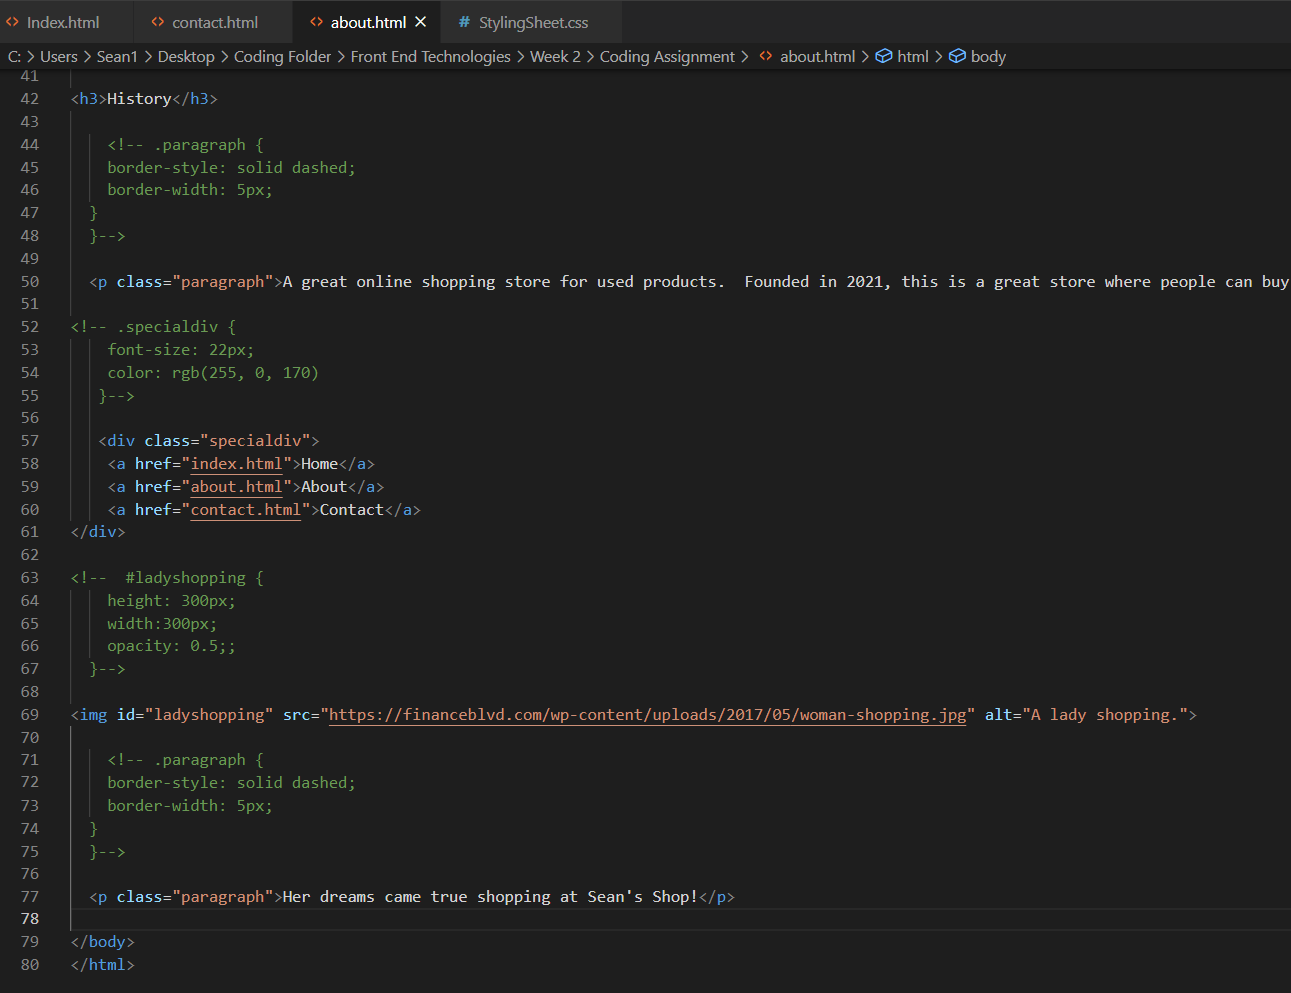 Index.html contact.html about.html StylingSheet.css
C: > Users > Sean1 > Desktop > Coding Folder > Front End Technologies > Week 2 > Coding Assignment > about.html > html > body
41
42 <h3>History</h3>
43
44 <!-- .paragraph {
45 border-style: solid dashed;
46 border-width: 5px;
47 }
48 }-->
49
50 <p class="paragraph">A great online shopping store for used products.  Founded in 2021, this is a great store where people can buy
51
52 <!-- .specialdiv {
53 font-size: 22px;
54 color: rgb(255, 0, 170)
55 }-->
56
57 <div class="specialdiv">
58 <a href="index.html">Home</a>
59 <a href="about.html">About</a>
60 <a href="contact.html">Contact</a>
61 </div>
62
63 <!--  #ladyshopping {
64 height: 300px;
65 width:300px;
66 opacity: 0.5;;
67 }-->
68
69 <img id="ladyshopping" src="https://financeblvd.com/wp-content/uploads/2017/05/woman-shopping.jpg" alt="A lady shopping.">
70
71 <!-- .paragraph {
72 border-style: solid dashed;
73 border-width: 5px;
74 }
75 }-->
76
77 <p class="paragraph">Her dreams came true shopping at Sean's Shop!</p>
78
79 </body>
80 </html>